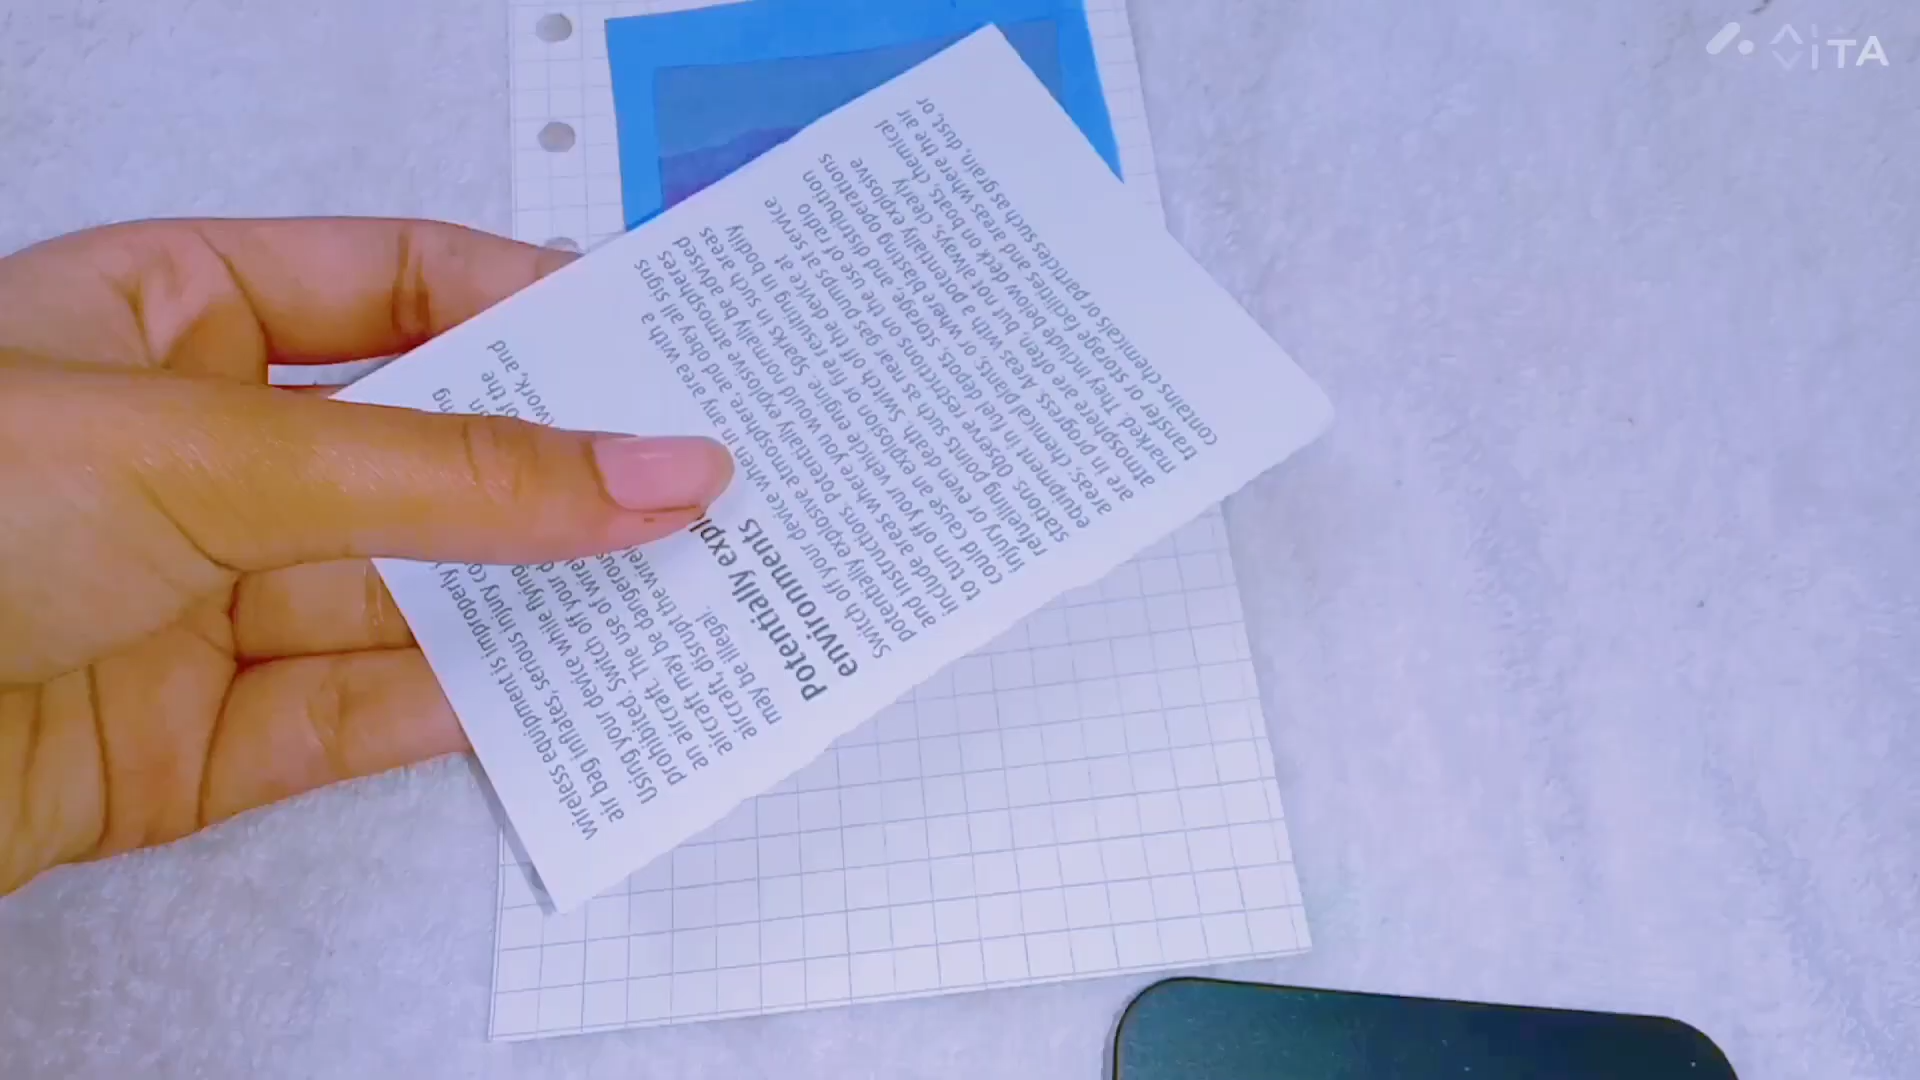 wireless equipment is improperly
air bag inflates, serious injury co
Using your device while flying
prohibited. Switch off your d
an aircraft. The use of wirel
aircraft may be dangerous
aircraft, disrupt the wirel work, and
may be illegal.
Potentially expl
environments
Switch off your device when in any area with a
potentially explosive atmosphere, and obey all signs
and instructions. Potentially explosive atmospheres
include areas where you would normally be advised
to turn off your vehicle engine. Sparks in such areas
could cause an explosion or fire resulting in bodily
injury or even death. Switch off the device at
refuelling points such as near gas pumps at service
stations. Observe restrictions on the use of radio
equipment in fuel depots, storage, and distribution
areas; chemical plants; or where blasting operations
are in progress. Areas with a potentially explosive
atmosphere are often, but not always, clearly
marked. They include below deck on boats, chemical
transfer or storage facilities and areas where the air
contains chemicals or particles such as grain, dust, or
VITA